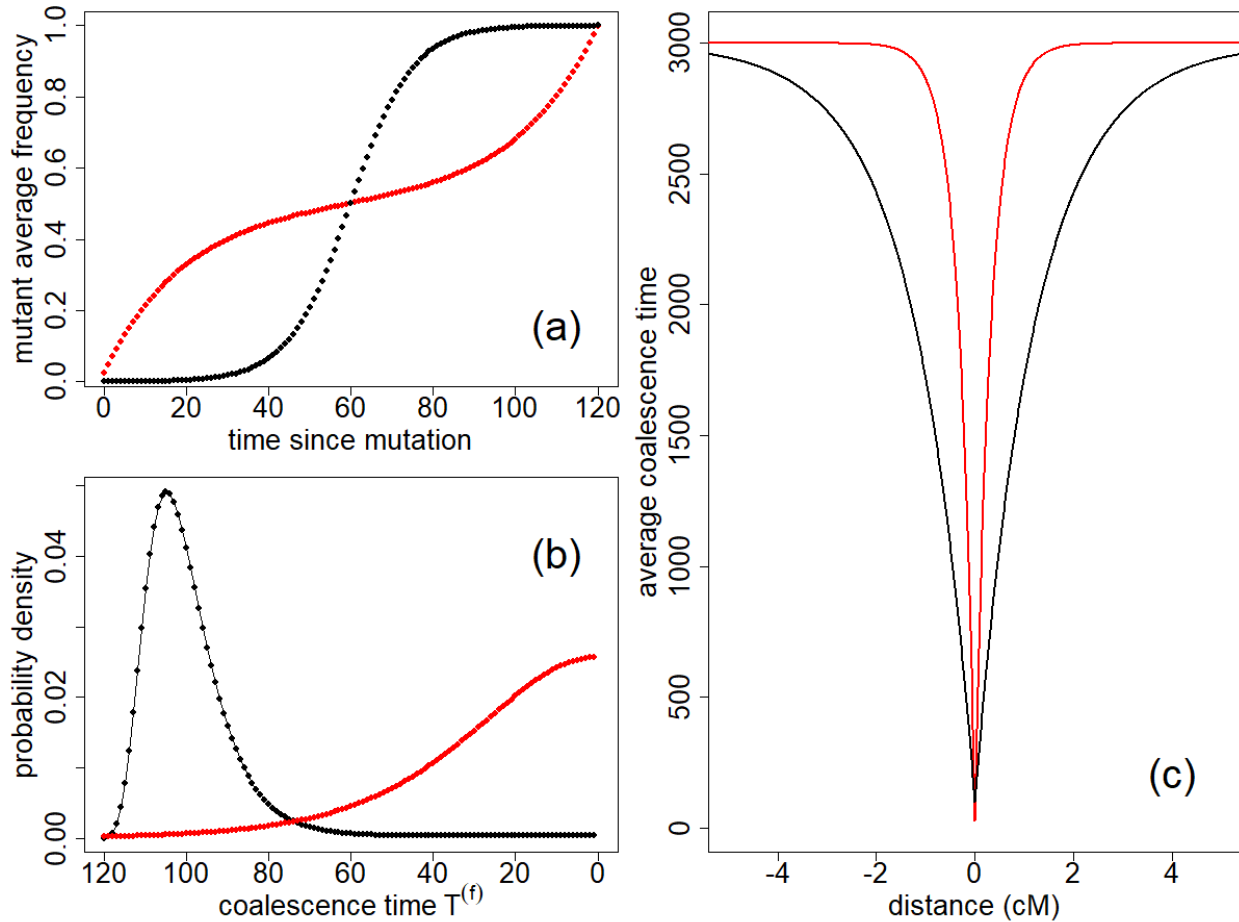 mutant average frequency
0.0 0.2 0.4 0.6 0.8 1.0
(a)
0 20 40 60 80 100 120
time since mutation
probability density
0.00 0.02 0.04
(b)
120 100 80 60 40 20 0
coalescence time T^(f)
average coalescence time
0 500 1000 1500 2000 2500 3000
(c)
-4 -2 0 2 4
distance (cM)